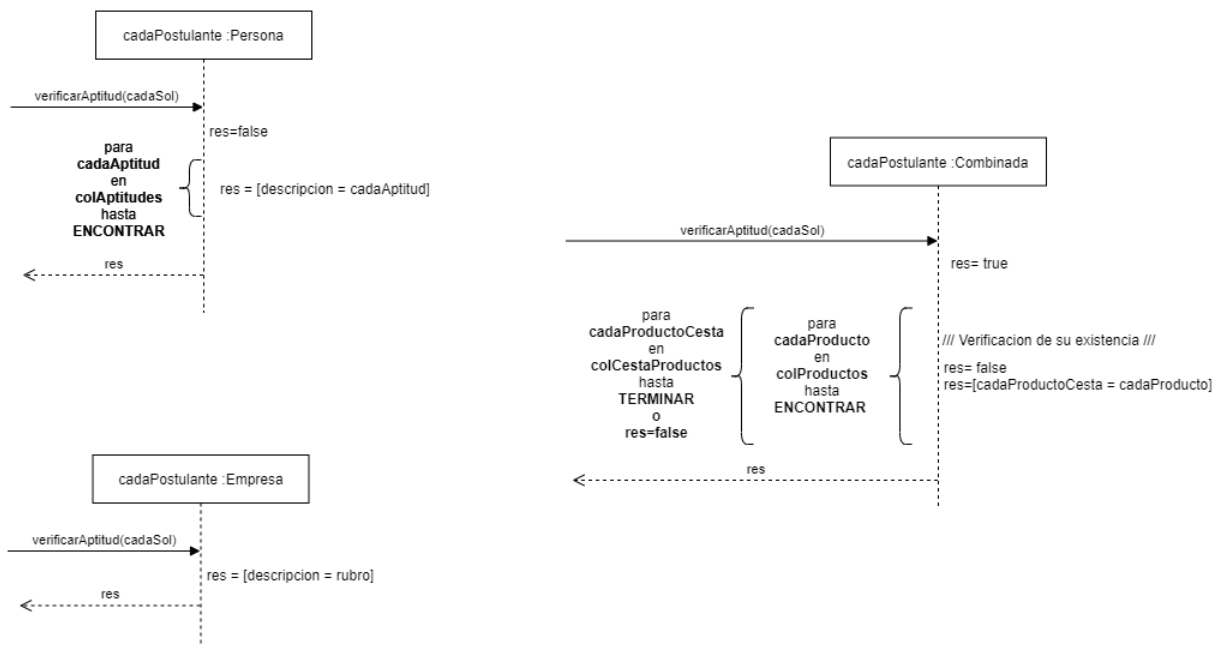 cadaPostulante :Persona
verificarAptitud(cadaSol)
res=false
para
cadaAptitud
en
colAptitudes
hasta
ENCONTRAR
res = [descripcion = cadaAptitud]
res
cadaPostulante :Empresa
verificarAptitud(cadaSol)
res = [descripcion = rubro]
res
cadaPostulante :Combinada
verificarAptitud(cadaSol)
res= true
para
cadaProductoCesta
en
colCestaProductos
hasta
TERMINAR
o
res=false
para
cadaProducto
en
colProductos
hasta
ENCONTRAR
/// Verificacion de su existencia ///
res= false
res=[cadaProductoCesta = cadaProducto]
res